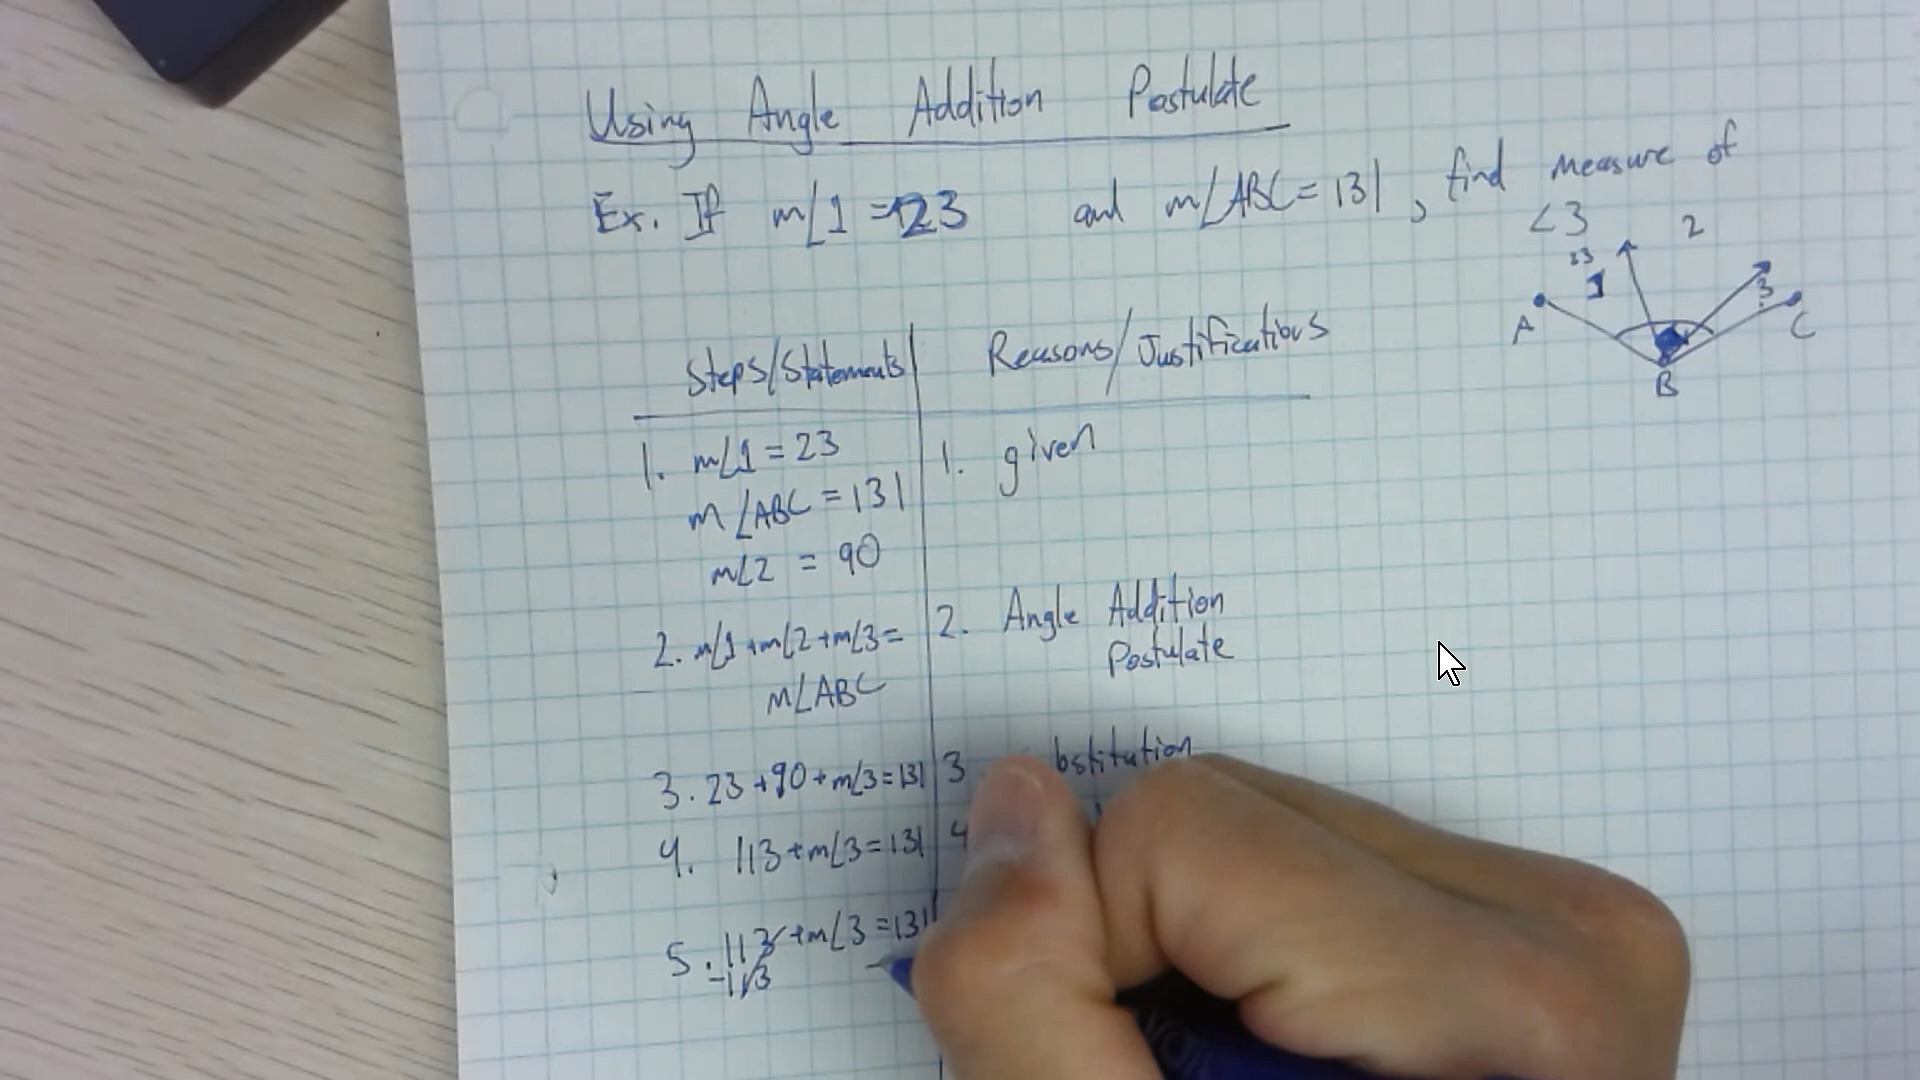 Using Angle Addition Postulate
Ex. If m∠1 = 23 and m∠ABC = 131, find measure of
∠3
2
23
1
3
A
C
B
Steps/Statements Reasons/Justifications
1. m∠1 = 23 1. given
m∠ABC = 131
m∠2 = 90
2. m∠1 + m∠2 + m∠3 = 2. Angle Addition
m∠ABC Postulate
3. 23 + 90 + m∠3 = 131 3
4. 113 + m∠3 = 131 4
5. 113 + m∠3 = 131
-113 -